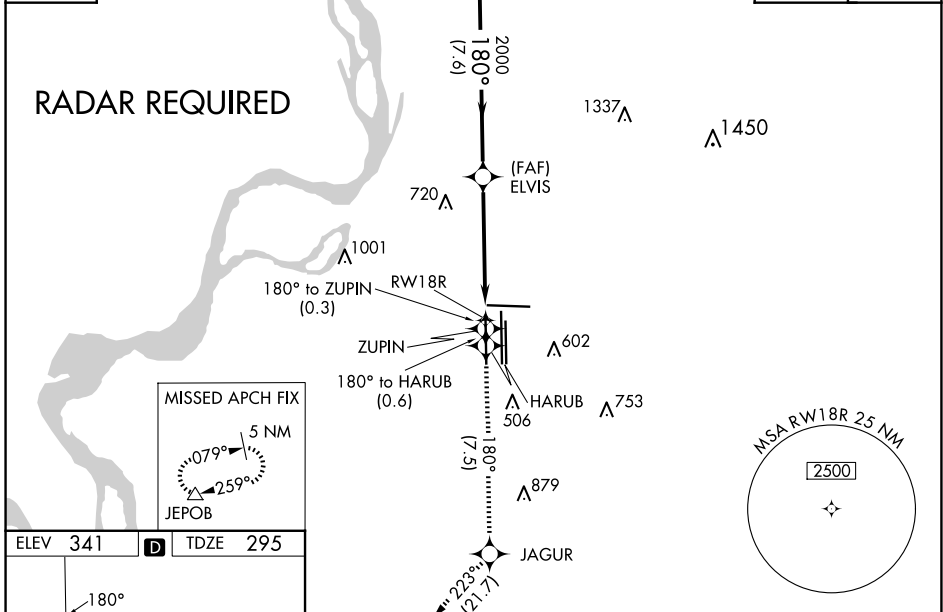 2000
180°
(7.6)
RADAR REQUIRED
1337
1450
(FAF)
ELVIS
720
1001
180° to ZUPIN
(0.3)
RW18R
ZUPIN
602
180° to HARUB
(0.6)
HARUB
506
753
MISSED APCH FIX
5 NM
079°
259°
JEPOB
180°
(7.5)
879
MSA RW18R 25 NM
2500
ELEV 341 D TDZE 295
JAGUR
180°
223°
(21.7)